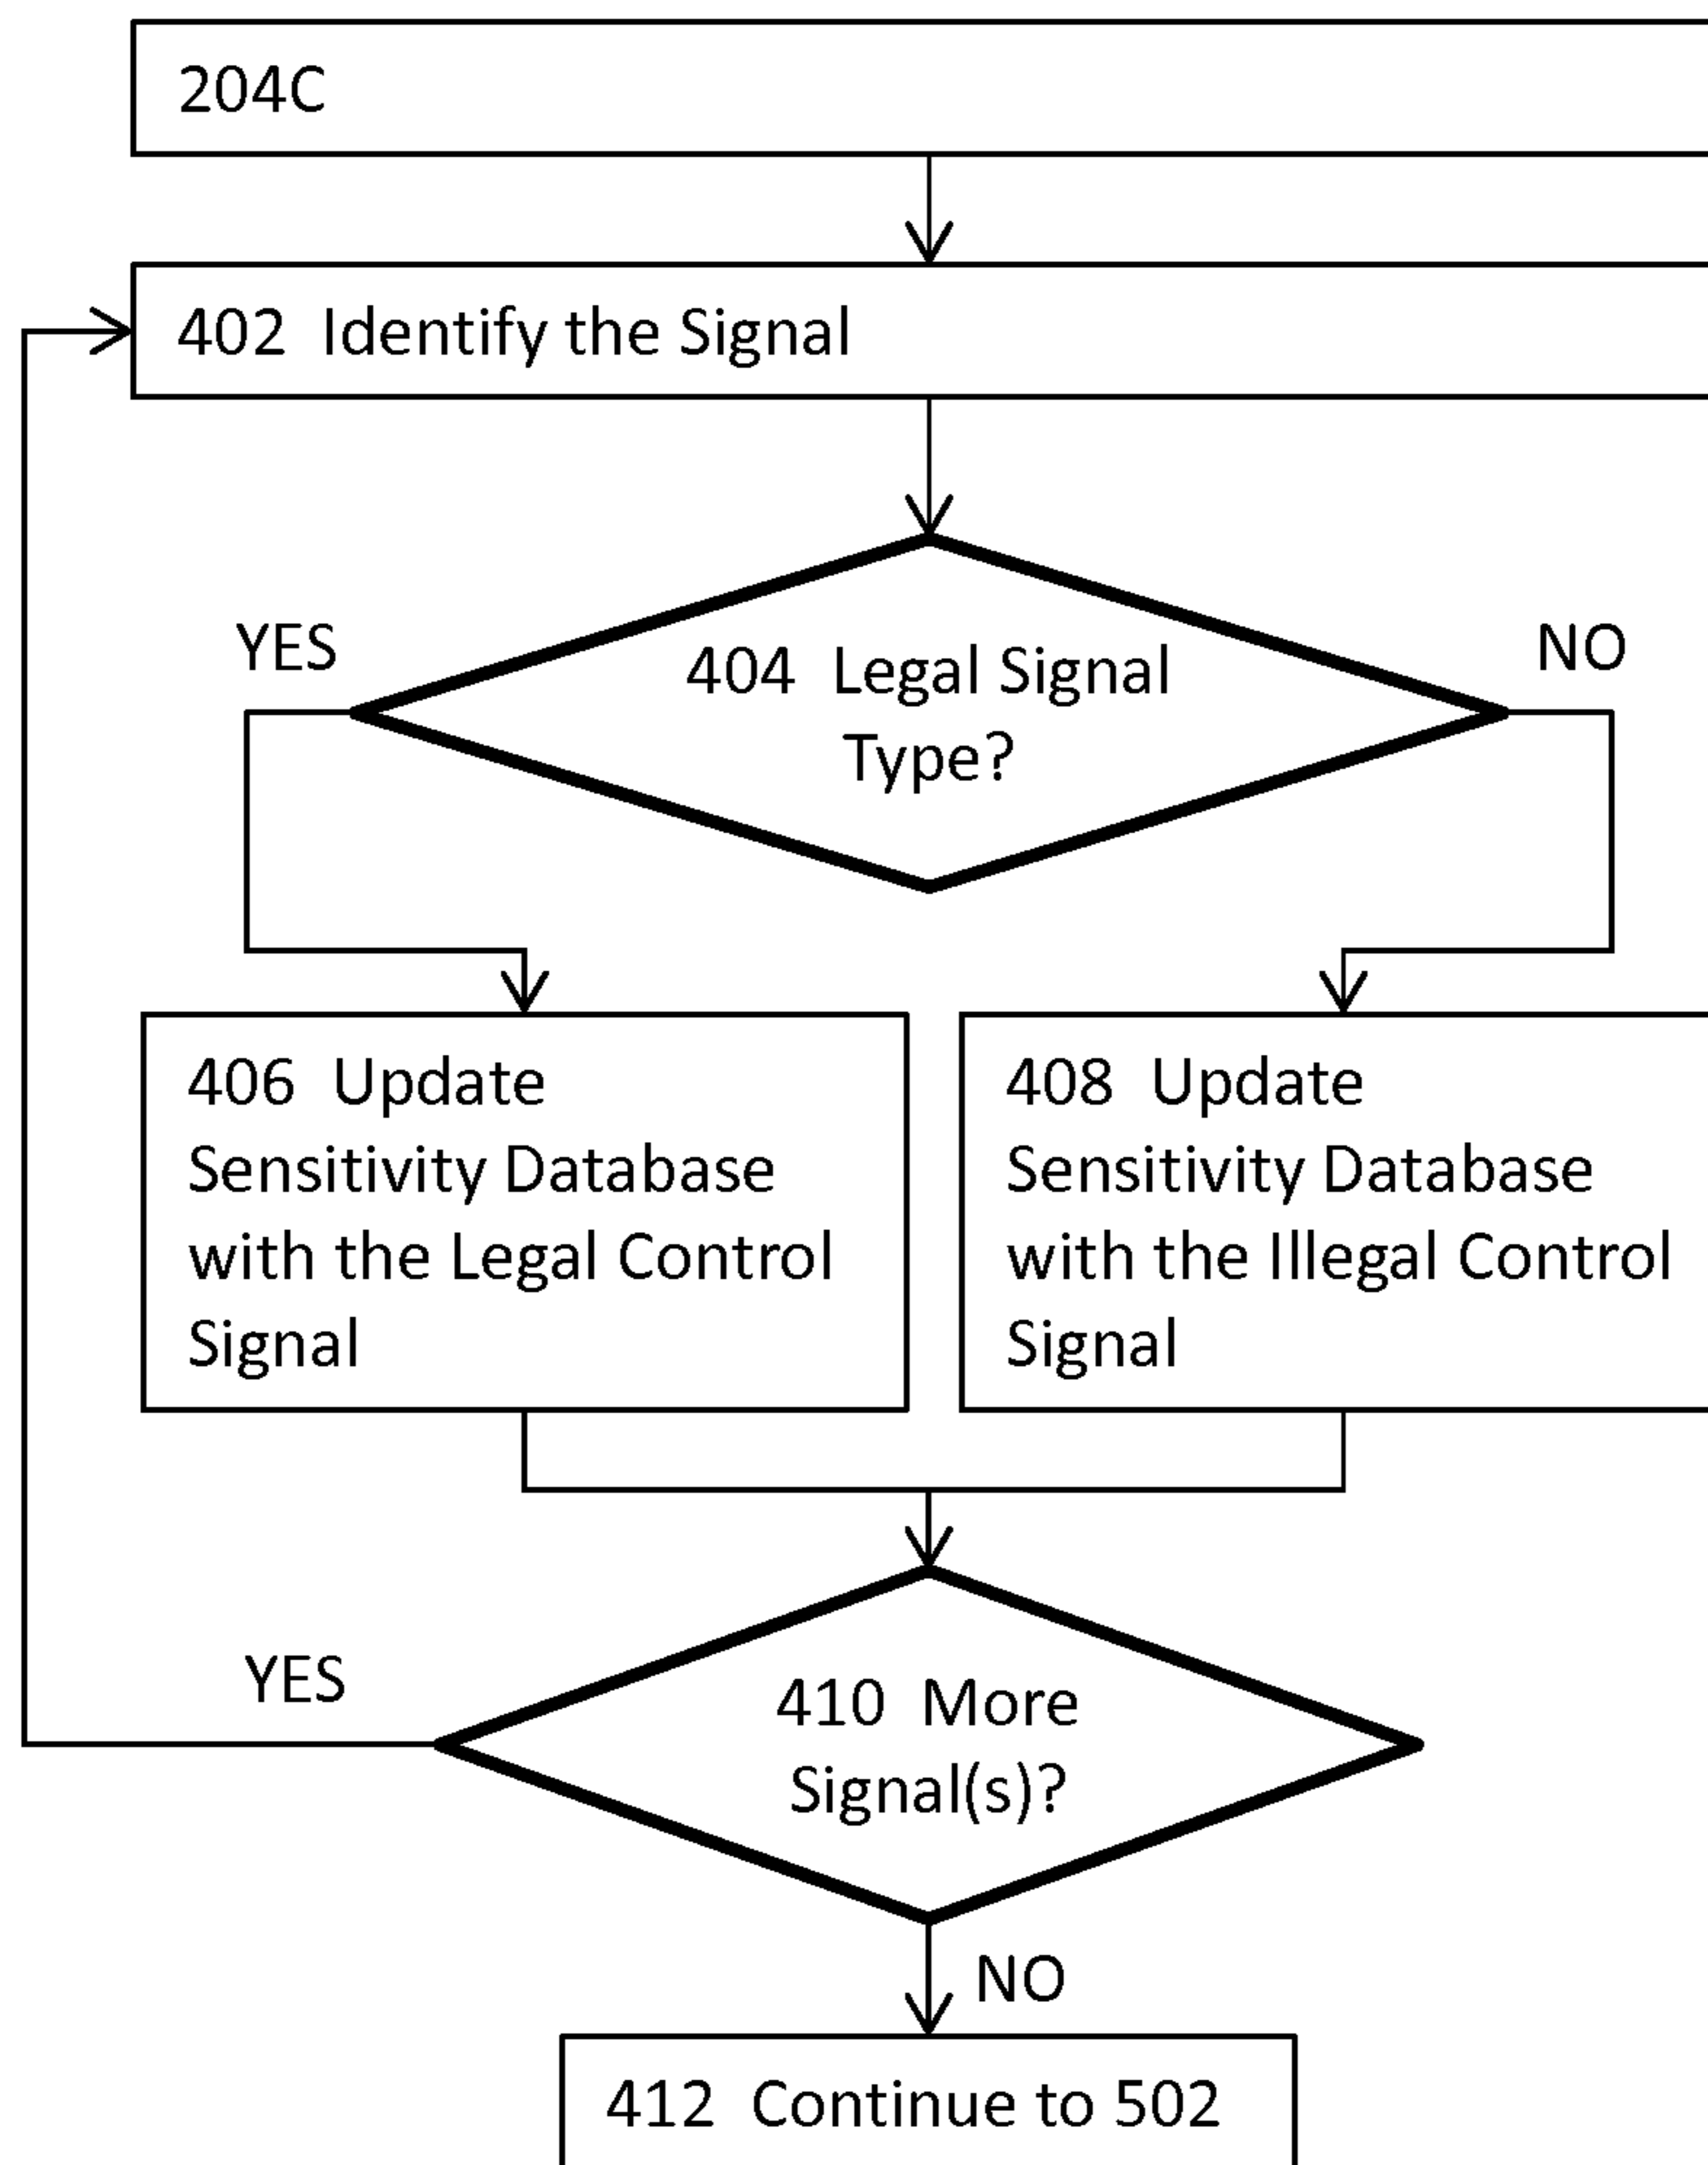 204C
402 Identify the Signal
YES
404 Legal Signal
Type?
NO
406 Update
Sensitivity Database
with the Legal Control
Signal
408 Update
Sensitivity Database
with the Illegal Control
Signal
YES
410 More
Signal(s)?
NO
412 Continue to 502